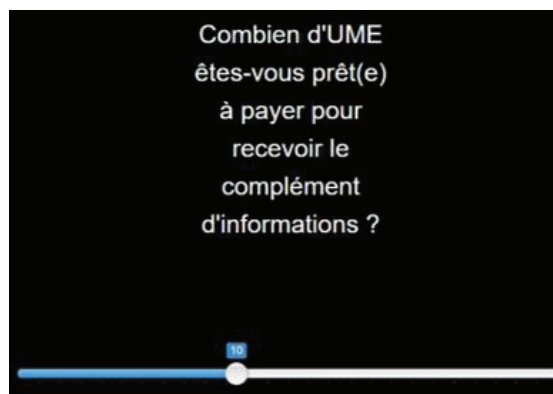 Combien d'UME
êtes-vous prêt(e)
à payer pour
recevoir le
complément
d'informations ?
10